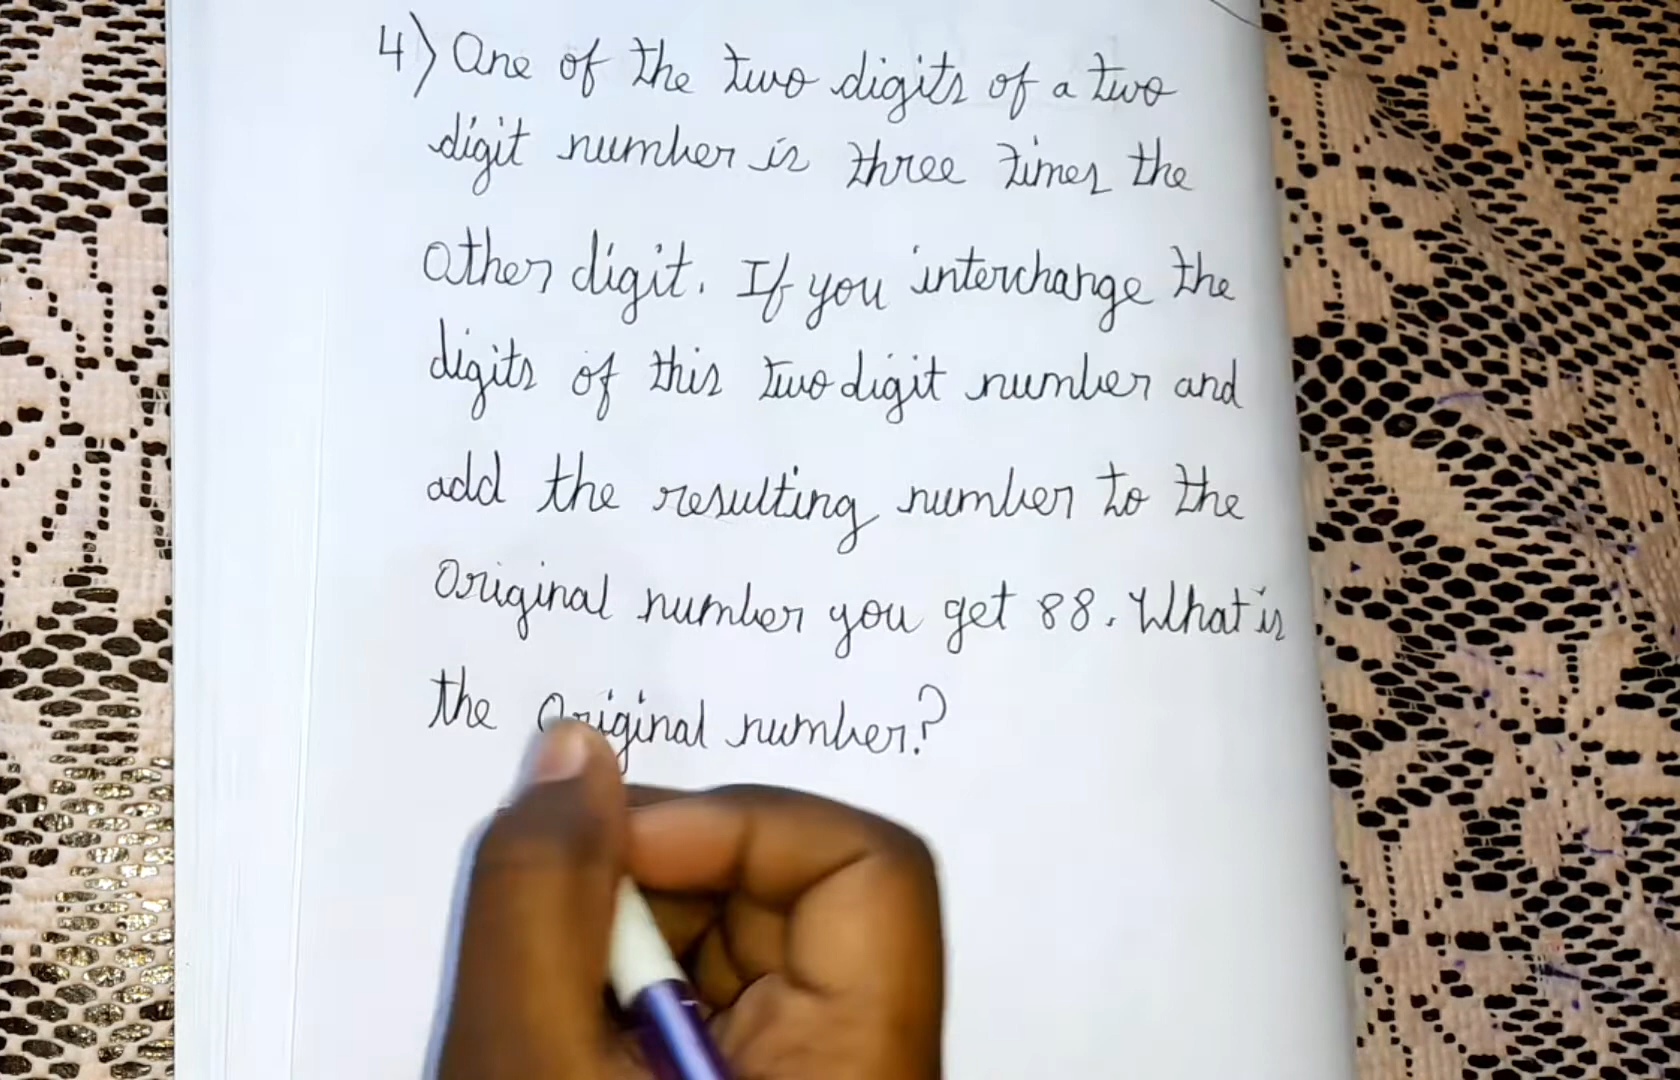 4) One of the two digits of a two
digit number is three times the
other digit. If you interchange the
digits of this two digit number and
add the resulting number to the
original number you get 88. What is
the original number?